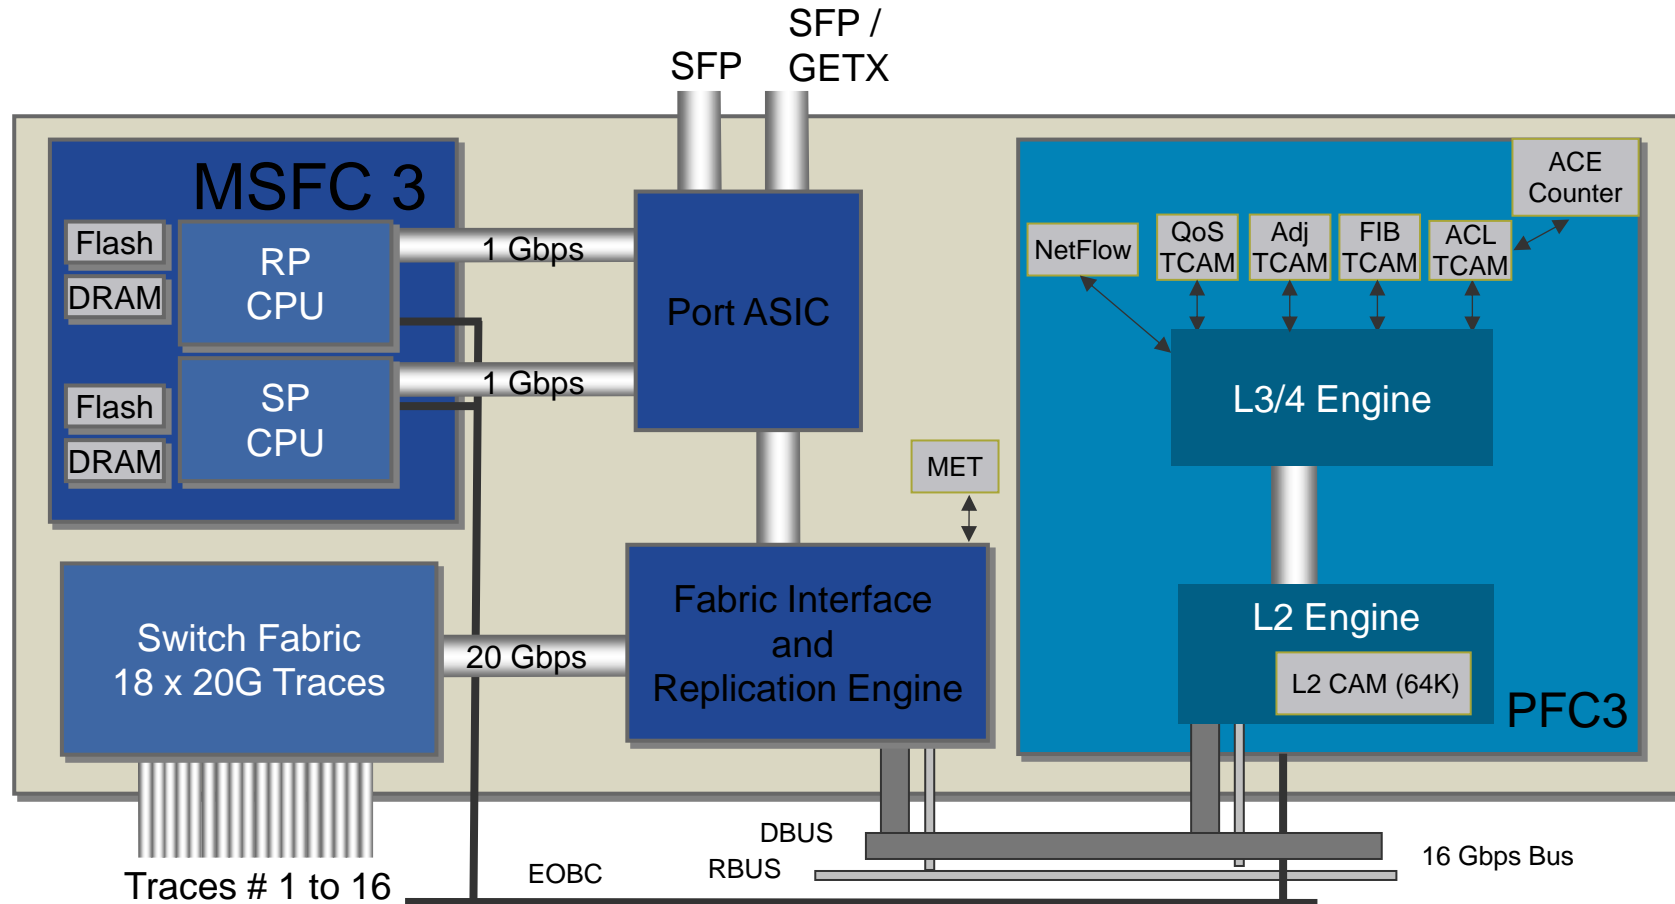 SFP
SFP /
GETX
MSFC 3
Flash
DRAM
RP
CPU
1 Gbps
Flash
DRAM
SP
CPU
1 Gbps
Port ASIC
MET
Switch Fabric
18 x 20G Traces
20 Gbps
Fabric Interface
and
Replication Engine
ACE
Counter
NetFlow
QoS
TCAM
Adj
TCAM
FIB
TCAM
ACL
TCAM
L3/4 Engine
L2 Engine
L2 CAM (64K)
PFC3
DBUS
RBUS
16 Gbps Bus
EOBC
Traces # 1 to 16